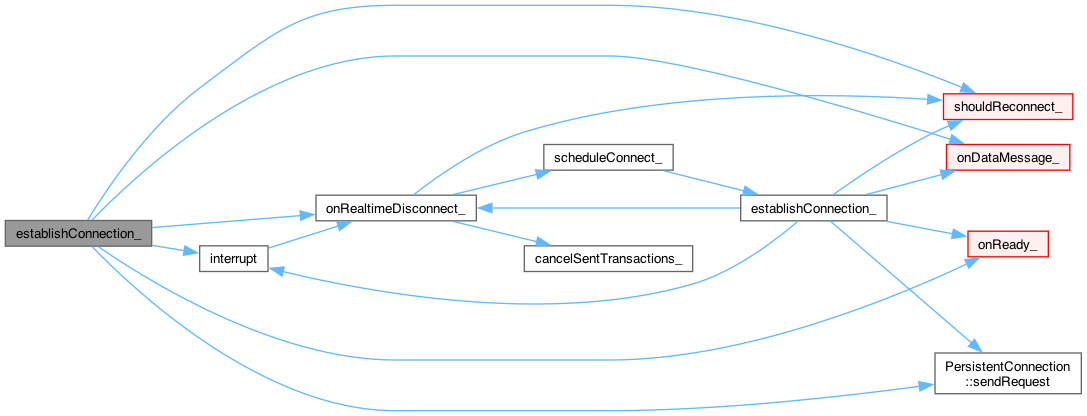 shouldReconnect_
onDataMessage_
scheduleConnect_
onRealtimeDisconnect_
establishConnection_
establishConnection_
interrupt
cancelSentTransactions_
onReady_
PersistentConnection
::sendRequest